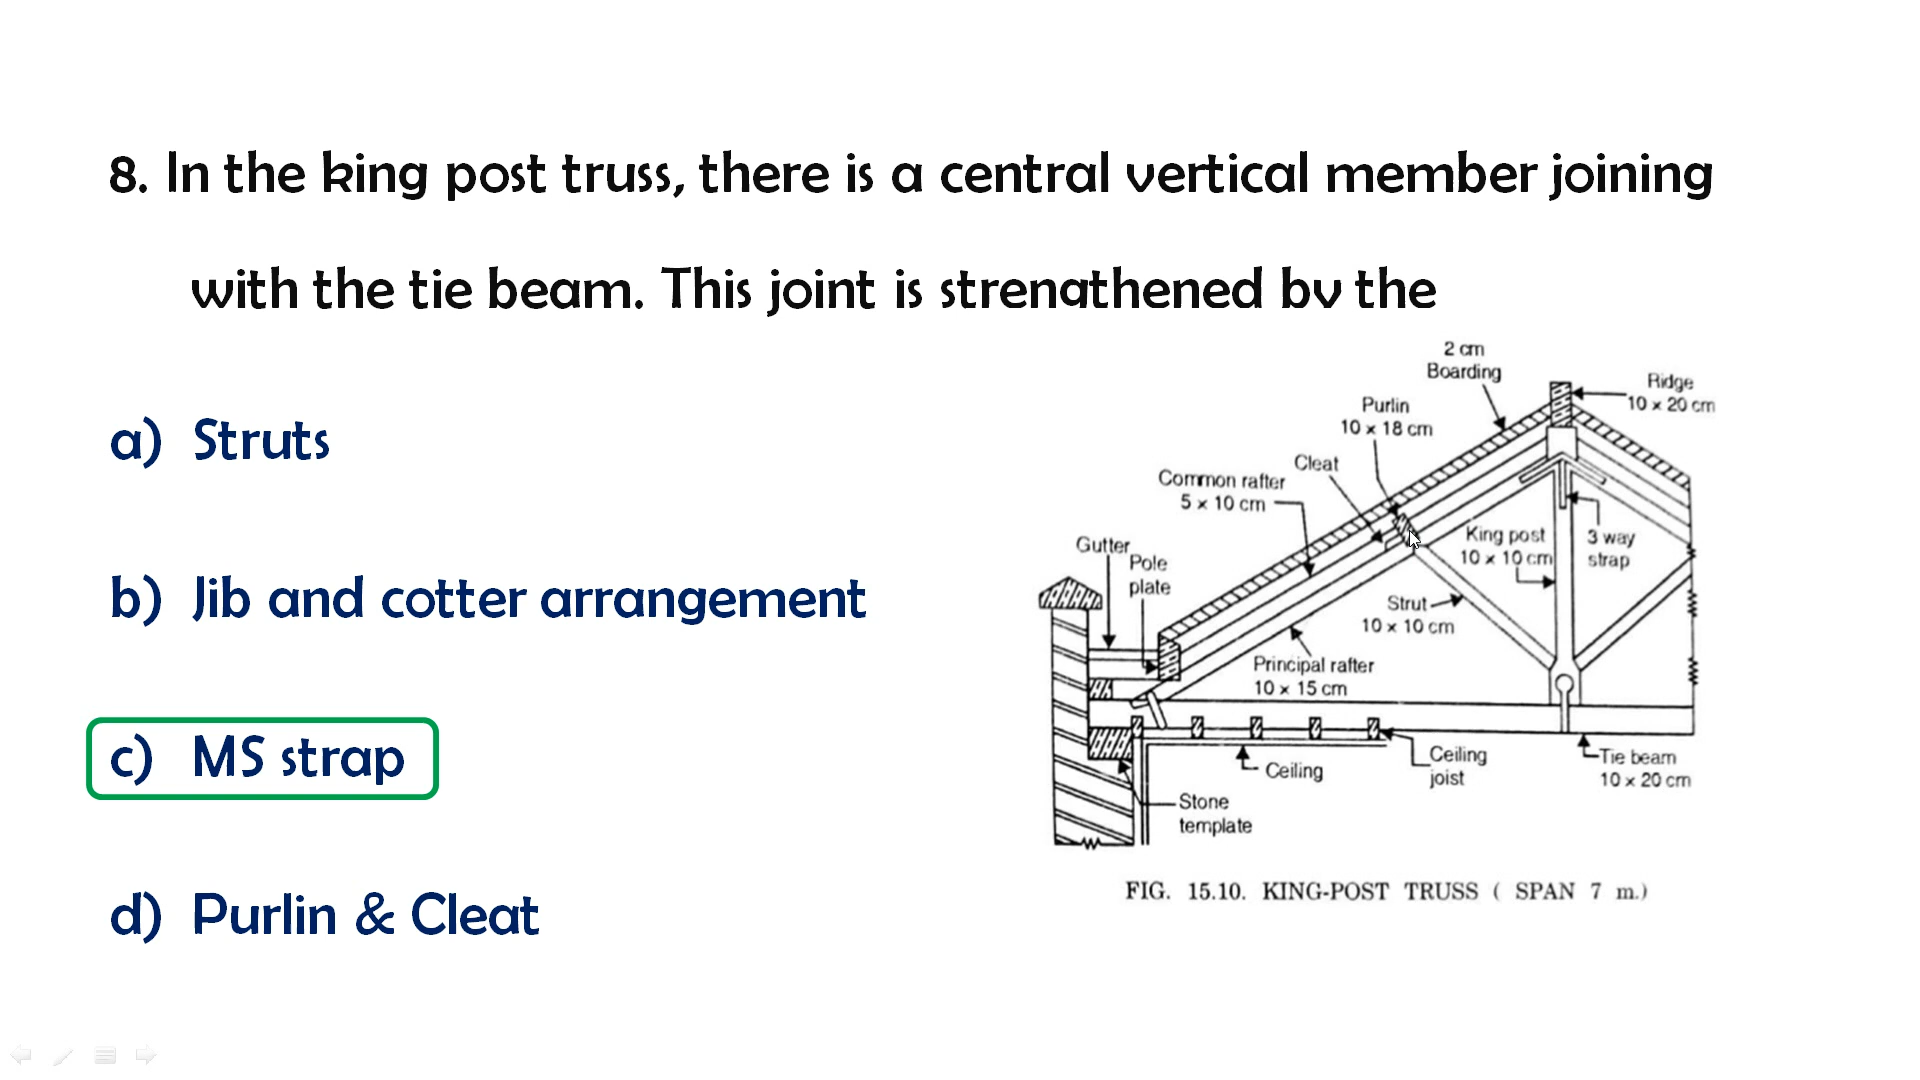 8. In the king post truss, there is a central vertical member joining
with the tie beam. This joint is strengthened by the
a) Struts
b) Jib and cotter arrangement
c) MS strap
d) Purlin & Cleat
2 cm
Boarding
Ridge
10 x 20 cm
Purlin
10 x 18 cm
Cleat
Common rafter
5 x 10 cm
King post
10 x 10 cm
3 way
strap
Gutter
Pole
plate
Strut
10 x 10 cm
Principal rafter
10 x 15 cm
Ceiling
Ceiling
joist
Tie beam
10 x 20 cm
Stone
template
FIG. 15.10. KING-POST TRUSS ( SPAN 7 m.)